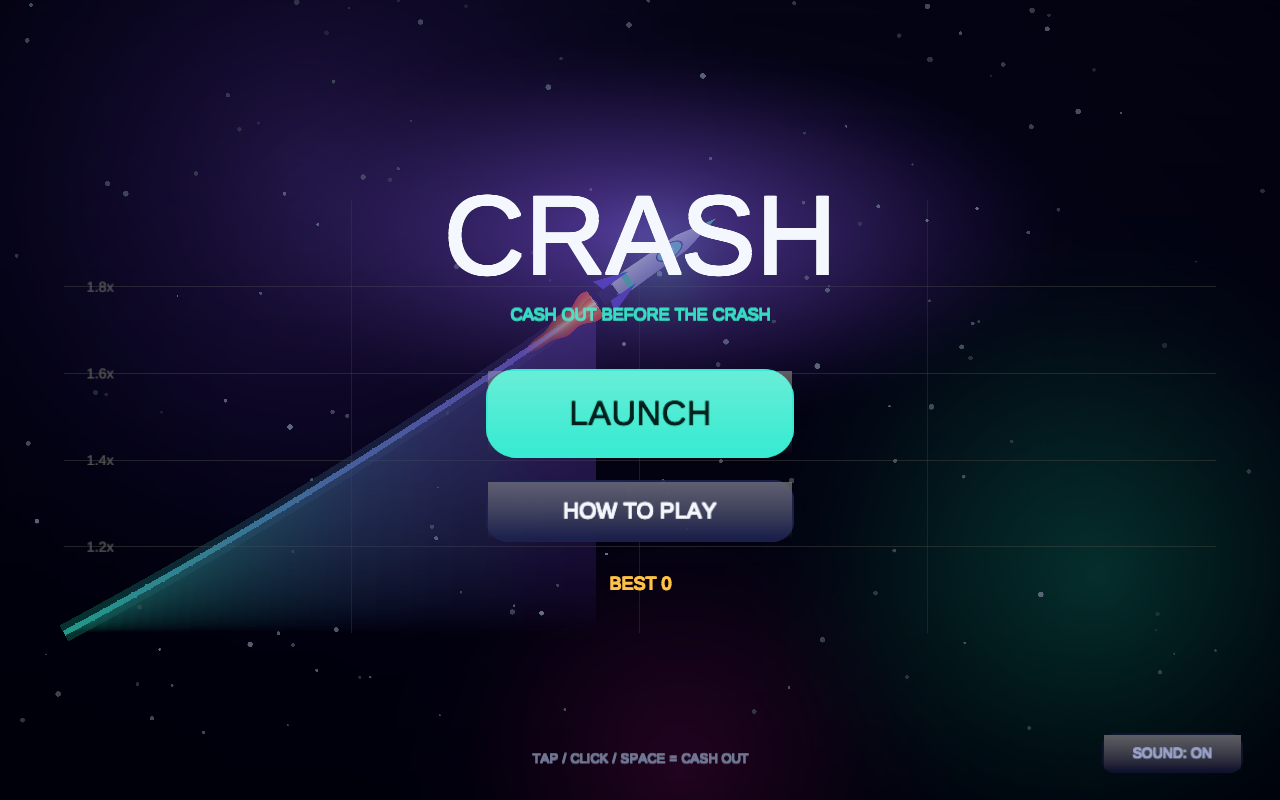 CRASH
1.8x
CASH OUT BEFORE THE CRASH
1.6x
LAUNCH
1.4x
HOW TO PLAY
1.2x
BEST 0
TAP / CLICK / SPACE = CASH OUT
SOUND: ON